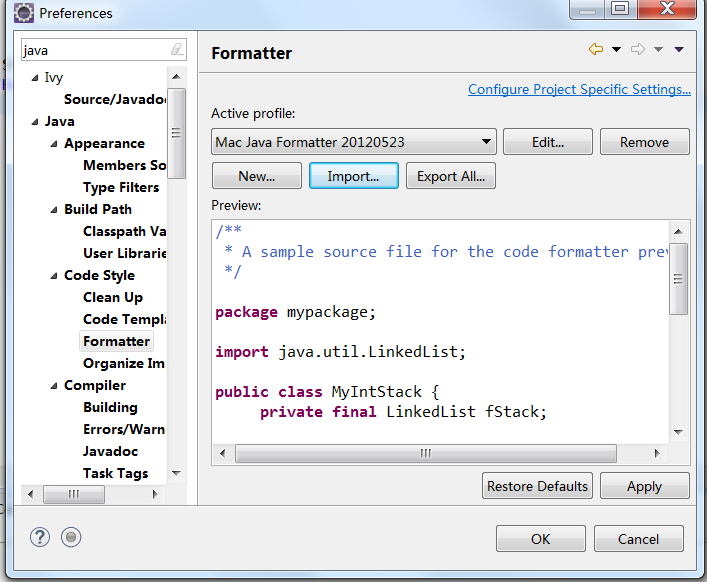 Preferences
java
Ivy
Source/Javado
Java
Appearance
Members So
Type Filters
Build Path
Classpath Va
User Librarie
Code Style
Clean Up
Code Templa
Formatter
Organize Im
Compiler
Building
Errors/Warn
Javadoc
Task Tags
Formatter
Configure Project Specific Settings...
Active profile:
Mac Java Formatter 20120523
Edit...
Remove
New...
Import...
Export All...
Preview:
/**
* A sample source file for the code formatter prev
*/
package mypackage;
import java.util.LinkedList;
public class MyIntStack {
private final LinkedList fStack;
Restore Defaults
Apply
?
OK
Cancel